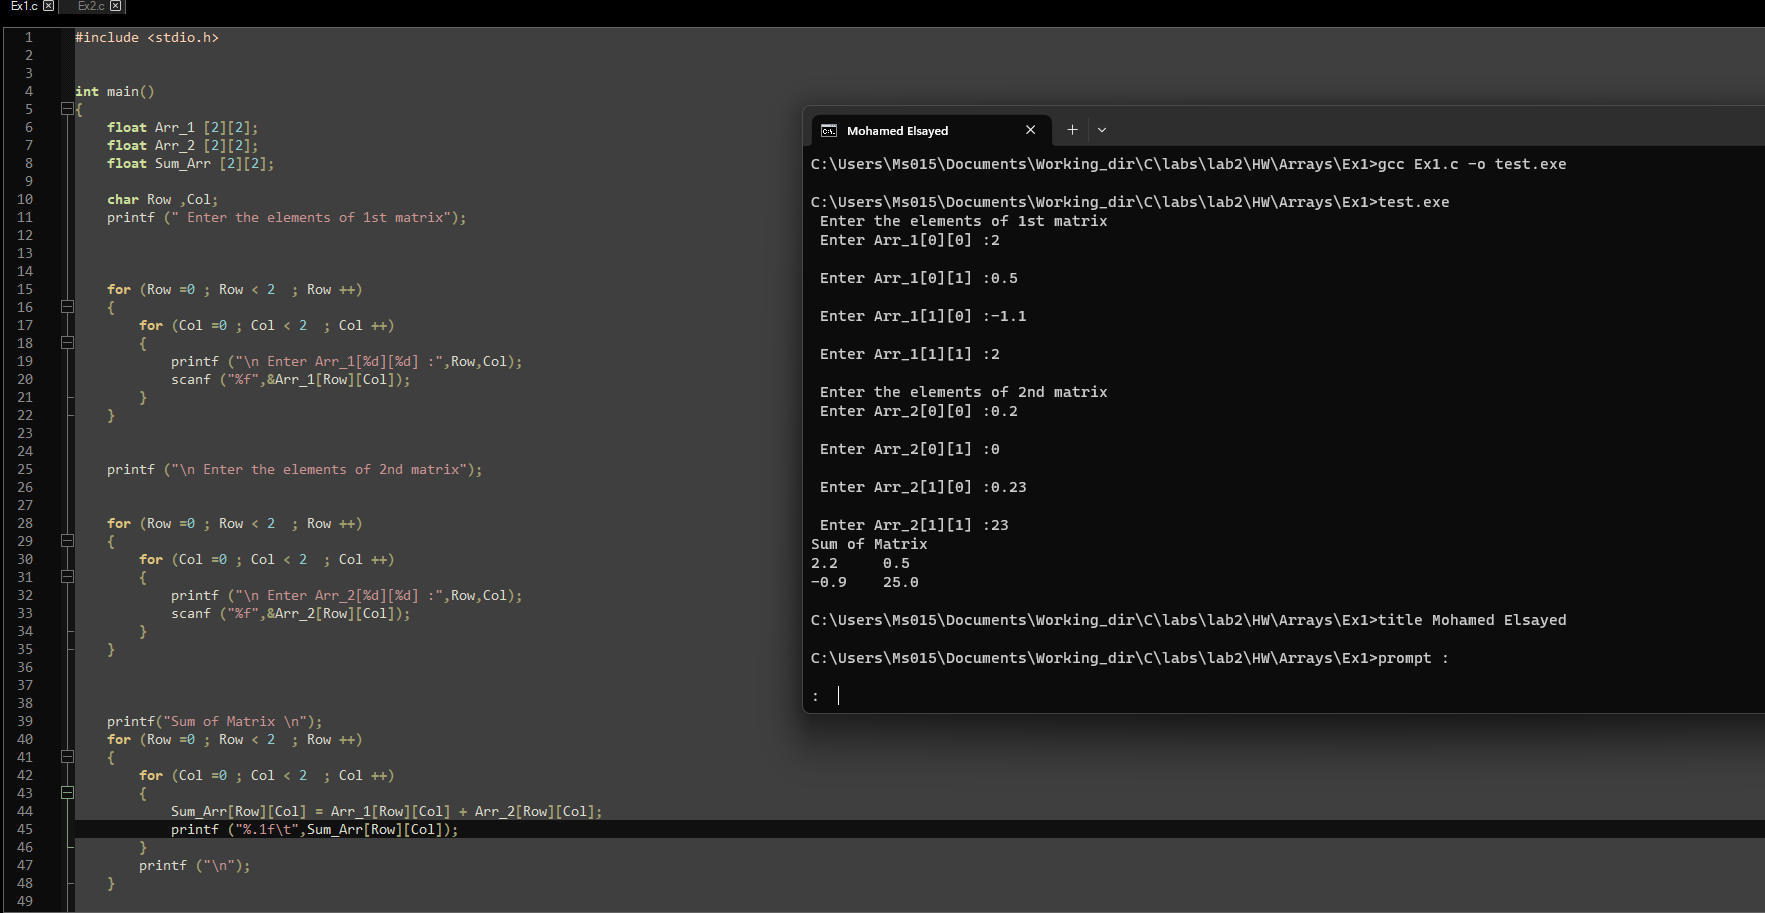 Ex1.c Ex2.c
1 #include <stdio.h>
2
3
4 int main()
5 {
6 float Arr_1 [2][2];
7 float Arr_2 [2][2];
8 float Sum_Arr [2][2];
9
10 char Row ,Col;
11 printf (" Enter the elements of 1st matrix");
12
13
14
15 for (Row =0 ; Row < 2  ; Row ++)
16 {
17 for (Col =0 ; Col < 2  ; Col ++)
18 {
19 printf ("\n Enter Arr_1[%d][%d] :",Row,Col);
20 scanf ("%f",&Arr_1[Row][Col]);
21 }
22 }
23
24
25 printf ("\n Enter the elements of 2nd matrix");
26
27
28 for (Row =0 ; Row < 2  ; Row ++)
29 {
30 for (Col =0 ; Col < 2  ; Col ++)
31 {
32 printf ("\n Enter Arr_2[%d][%d] :",Row,Col);
33 scanf ("%f",&Arr_2[Row][Col]);
34 }
35 }
36
37
38
39 printf("Sum of Matrix \n");
40 for (Row =0 ; Row < 2  ; Row ++)
41 {
42 for (Col =0 ; Col < 2  ; Col ++)
43 {
44 Sum_Arr[Row][Col] = Arr_1[Row][Col] + Arr_2[Row][Col];
45 printf ("%.1f\t",Sum_Arr[Row][Col]);
46 }
47 printf ("\n");
48 }
49
Mohamed Elsayed
C:\Users\Ms015\Documents\Working_dir\C\labs\lab2\HW\Arrays\Ex1>gcc Ex1.c -o test.exe
C:\Users\Ms015\Documents\Working_dir\C\labs\lab2\HW\Arrays\Ex1>test.exe
Enter the elements of 1st matrix
Enter Arr_1[0][0] :2
Enter Arr_1[0][1] :0.5
Enter Arr_1[1][0] :-1.1
Enter Arr_1[1][1] :2
Enter the elements of 2nd matrix
Enter Arr_2[0][0] :0.2
Enter Arr_2[0][1] :0
Enter Arr_2[1][0] :0.23
Enter Arr_2[1][1] :23
Sum of Matrix
2.2 0.5
-0.9 25.0
C:\Users\Ms015\Documents\Working_dir\C\labs\lab2\HW\Arrays\Ex1>title Mohamed Elsayed
C:\Users\Ms015\Documents\Working_dir\C\labs\lab2\HW\Arrays\Ex1>prompt :
: